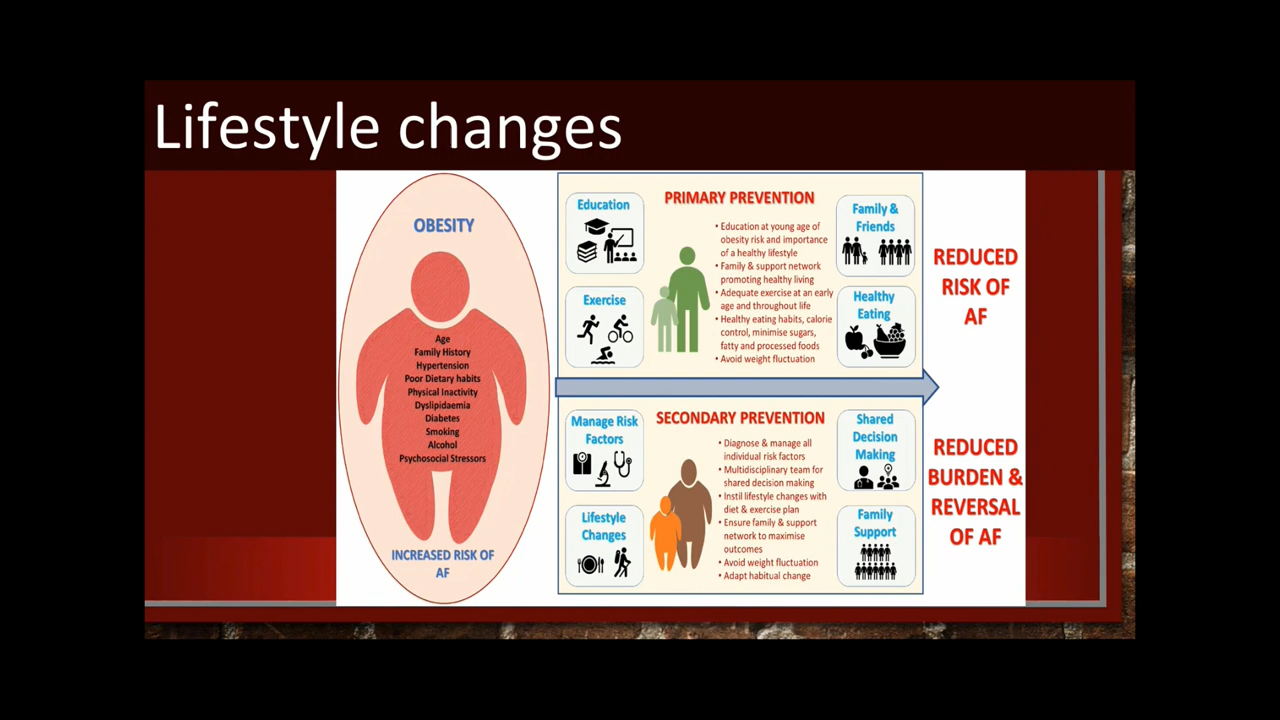 Lifestyle changes
OBESITY
Age
Family History
Hypertension
Poor Dietary habits
Physical Inactivity
Dyslipidaemia
Diabetes
Smoking
Alcohol
Psychosocial Stressors
INCREASED RISK OF
AF
PRIMARY PREVENTION
Education
Exercise
• Education at young age of
obesity risk and importance
of a healthy lifestyle
• Family & support network
promoting healthy living
• Adequate exercise at an early
age and throughout life
• Healthy eating habits, calorie
control, minimise sugars,
fatty and processed foods
• Avoid weight fluctuation
Family &
Friends
Healthy
Eating
REDUCED
RISK OF
AF
SECONDARY PREVENTION
Manage Risk
Factors
Lifestyle
Changes
• Diagnose & manage all
individual risk factors
• Multidisciplinary team for
shared decision making
• Instil lifestyle changes with
diet & exercise plan
• Ensure family & support
network to maximise
outcomes
• Avoid weight fluctuation
• Adapt habitual change
Shared
Decision
Making
Family
Support
REDUCED
BURDEN &
REVERSAL
OF AF